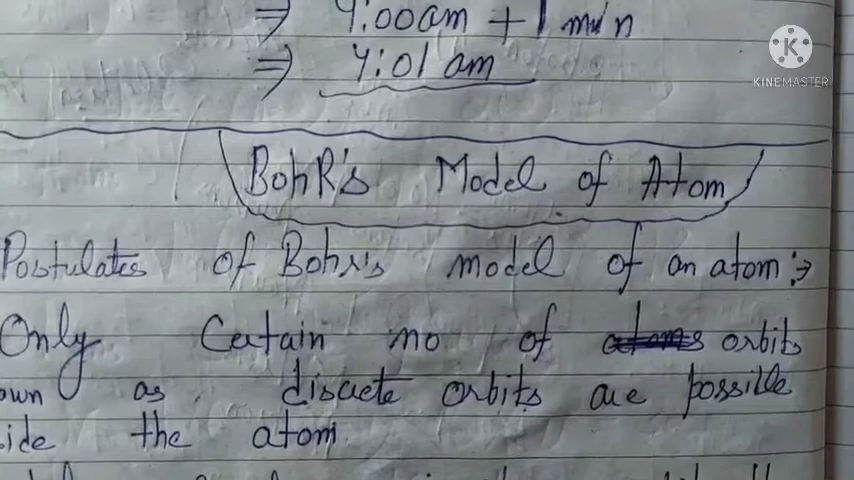 ⇒ 9:00am + 1 min
⇒ 9:01 am
KINEMASTER
BohR's Model of Atom
Postulates of Bohr's model of an atom :→
Only Certain no of atoms orbits
own as discrete orbits are possible
ide the atom.